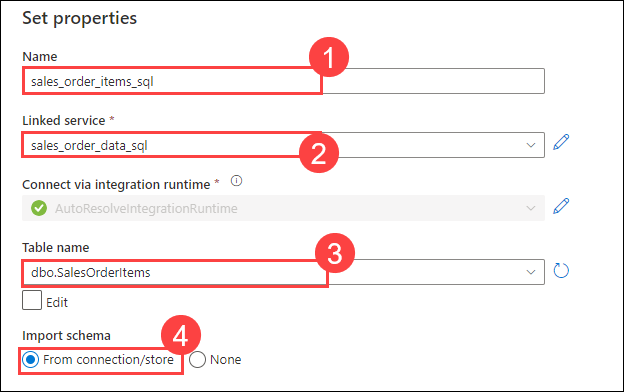 Set properties
Name
1
sales_order_items_sql
Linked service *
sales_order_data_sql
2
Connect via integration runtime * i
AutoResolveIntegrationRuntime
Table name
3
dbo.SalesOrderItems
Edit
Import schema
4
From connection/store None